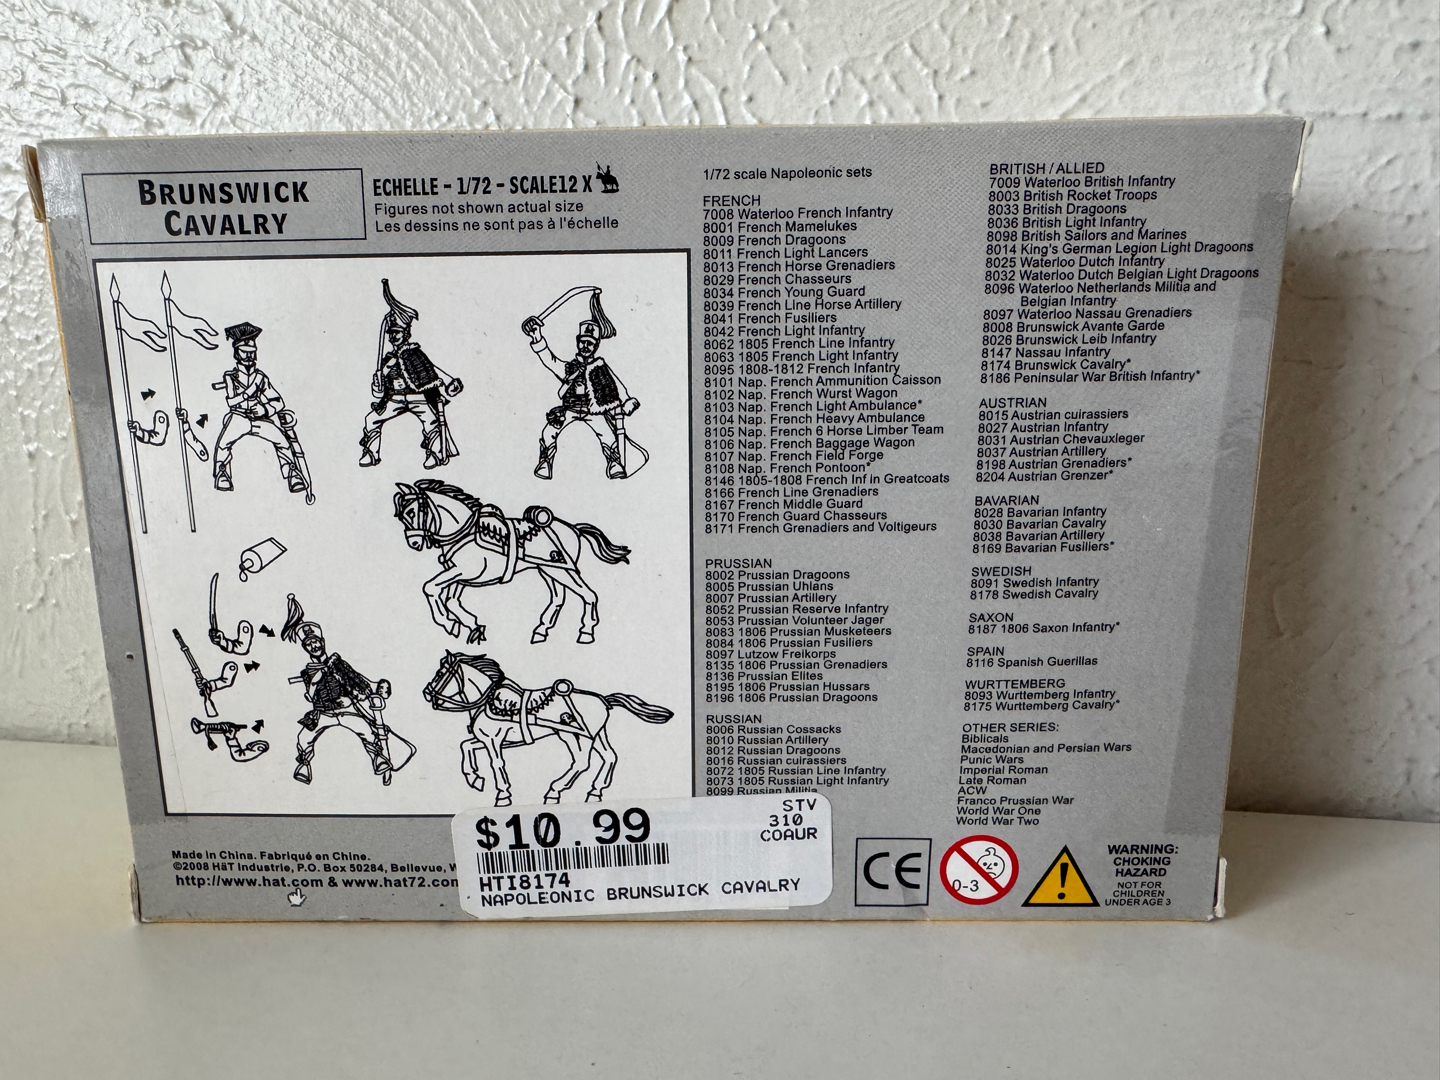 BRUNSWICK
CAVALRY
ECHELLE - 1/72 - SCALE12 X
Figures not shown actual size
Les dessins ne sont pas à l'échelle
1/72 scale Napoleonic sets
FRENCH
7008 Waterloo French Infantry
8001 French Mamelukes
8009 French Dragoons
8011 French Light Lancers
8013 French Horse Grenadiers
8029 French Chasseurs
8034 French Young Guard
8039 French Line Horse Artillery
8041 French Fusiliers
8042 French Light Infantry
8062 1805 French Line Infantry
8063 1805 French Light Infantry
8095 1808-1812 French Infantry
8101 Nap. French Ammunition Caisson
8102 Nap. French Wurst Wagon
8103 Nap. French Light Ambulance*
8104 Nap. French Heavy Ambulance
8105 Nap. French 6 Horse Limber Team
8106 Nap. French Baggage Wagon
8107 Nap. French Field Forge
8108 Nap. French Pontoon*
8146 1805-1808 French Inf in Greatcoats
8166 French Line Grenadiers
8167 French Middle Guard
8170 French Guard Chasseurs
8171 French Grenadiers and Voltigeurs
PRUSSIAN
8002 Prussian Dragoons
8005 Prussian Uhlans
8007 Prussian Artillery
8052 Prussian Reserve Infantry
8053 Prussian Volunteer Jager
8083 1806 Prussian Musketeers
8084 1806 Prussian Fusiliers
8097 Lutzow Freikorps
8135 1806 Prussian Grenadiers
8136 Prussian Elites
8195 1806 Prussian Hussars
8196 1806 Prussian Dragoons
RUSSIAN
8006 Russian Cossacks
8010 Russian Artillery
8012 Russian Dragoons
8016 Russian cuirassiers
8072 1805 Russian Line Infantry
8073 1805 Russian Light Infantry
8099 Russian Militia
BRITISH / ALLIED
7009 Waterloo British Infantry
8003 British Rocket Troops
8033 British Dragoons
8036 British Light Infantry
8098 British Sailors and Marines
8014 King's German Legion Light Dragoons
8025 Waterloo Dutch Infantry
8032 Waterloo Dutch Belgian Light Dragoons
8096 Waterloo Netherlands Militia and
Belgian Infantry
8097 Waterloo Nassau Grenadiers
8008 Brunswick Avante Garde
8026 Brunswick Leib Infantry
8147 Nassau Infantry
8174 Brunswick Cavalry*
8186 Peninsular War British Infantry*
AUSTRIAN
8015 Austrian cuirassiers
8027 Austrian Infantry
8031 Austrian Chevauxleger
8037 Austrian Artillery
8198 Austrian Grenadiers*
8204 Austrian Grenzer*
BAVARIAN
8028 Bavarian Infantry
8030 Bavarian Cavalry
8038 Bavarian Artillery
8169 Bavarian Fusiliers*
SWEDISH
8091 Swedish Infantry
8178 Swedish Cavalry
SAXON
8187 1806 Saxon Infantry*
SPAIN
8116 Spanish Guerillas
WURTTEMBERG
8093 Wurttemberg Infantry
8175 Wurttemberg Cavalry*
OTHER SERIES:
Biblicals
Macedonian and Persian Wars
Punic Wars
Imperial Roman
Late Roman
ACW
Franco Prussian War
World War One
World War Two
Made in China. Fabriqué en Chine.
©2008 HäT Industrie, P.O. Box 50284, Bellevue, W
http://www.hat.com & www.hat72.com
$10.99
STV
310
COAUR
HTI8174
NAPOLEONIC BRUNSWICK CAVALRY
CE
0-3
WARNING:
CHOKING
HAZARD
NOT FOR
CHILDREN
UNDER AGE 3